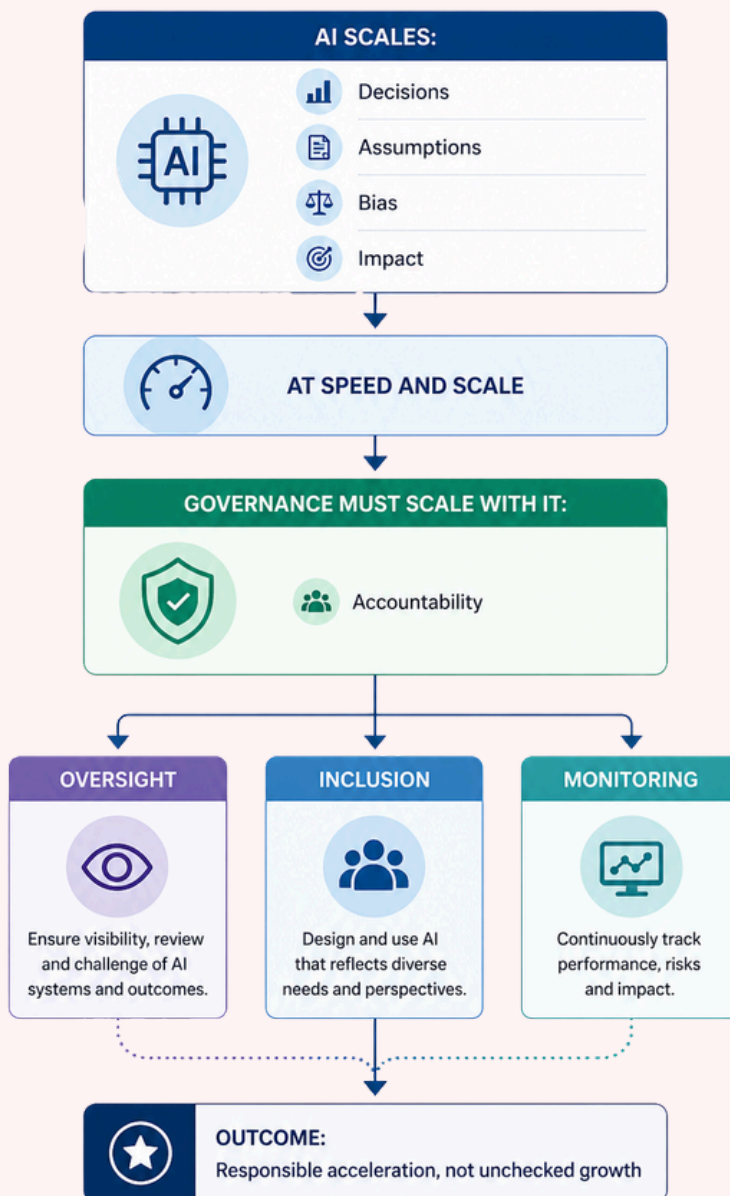 AI SCALES:
AI
Decisions
Assumptions
Bias
Impact
AT SPEED AND SCALE
GOVERNANCE MUST SCALE WITH IT:
Accountability
OVERSIGHT
Ensure visibility, review
and challenge of AI
systems and outcomes.
INCLUSION
Design and use AI
that reflects diverse
needs and perspectives.
MONITORING
Continuously track
performance, risks
and impact.
OUTCOME:
Responsible acceleration, not unchecked growth